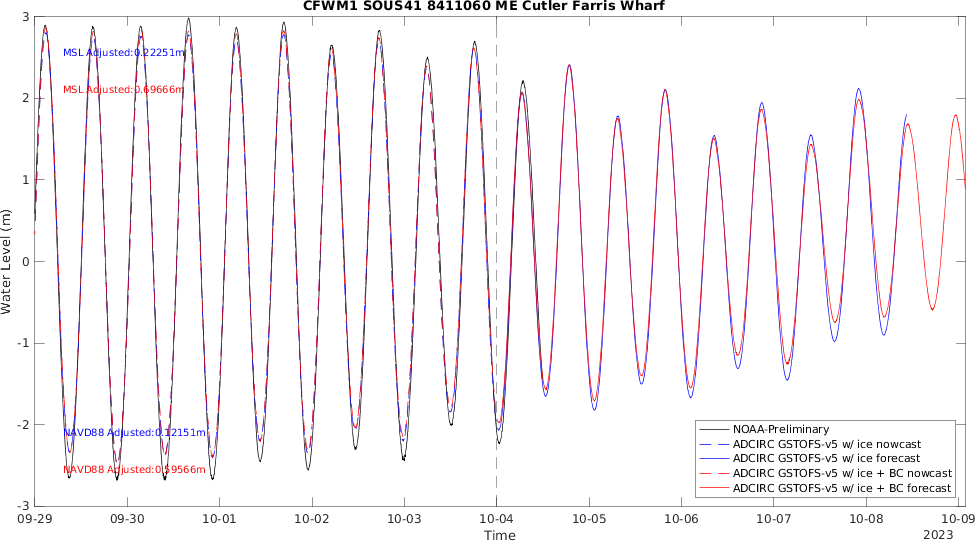 CFWM1 SOUS41 8411060 ME Cutler Farris Wharf
3
MSL Adjusted:0.22251m
MSL Adjusted:0.69666m
2
1
Water Level (m)
0
-1
-2
NAVD88 Adjusted:0.12151m
NAVD88 Adjusted:0.59566m
-3
NOAA-Preliminary
ADCIRC GSTOFS-v5 w/ ice nowcast
ADCIRC GSTOFS-v5 w/ ice forecast
ADCIRC GSTOFS-v5 w/ ice + BC nowcast
ADCIRC GSTOFS-v5 w/ ice + BC forecast
09-29 09-30 10-01 10-02 10-03 10-04 10-05 10-06 10-07 10-08 10-09
Time
2023